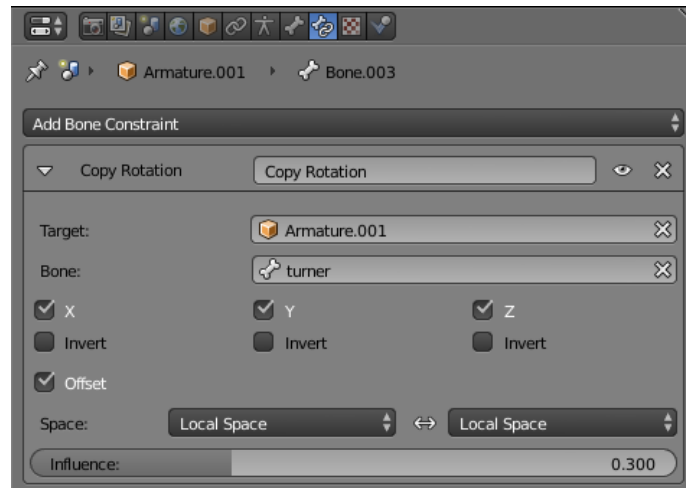 Armature.001 Bone.003
Add Bone Constraint
Copy Rotation Copy Rotation
Target: Armature.001
Bone: turner
X Y Z
Invert Invert Invert
Offset
Space: Local Space Local Space
Influence: 0.300